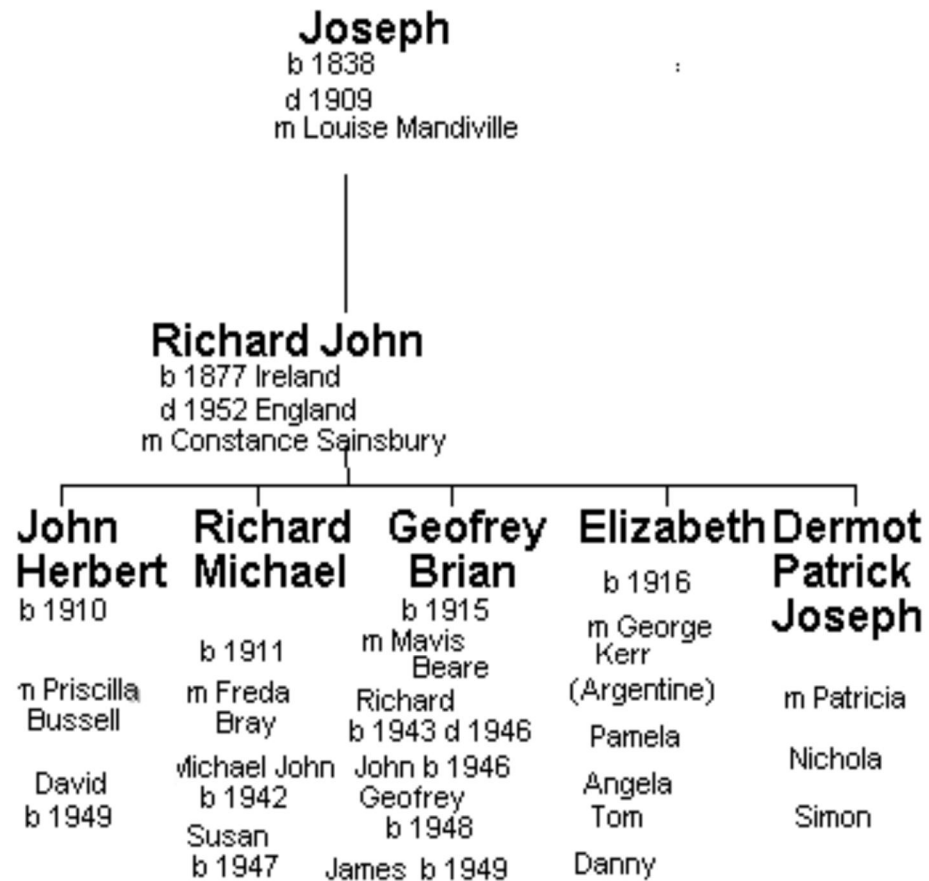 Joseph
b 1838
d 1909
m Louise Mandiville
Richard John
b 1877 Ireland
d 1952 England
m Constance Sainsbury
John
Herbert
b 1910
m Priscilla
Bussell
David
b 1949
Richard
Michael
b 1911
m Freda
Bray
Michael John
b 1942
Susan
b 1947
Geofrey
Brian
b 1915
m Mavis
Beare
Richard
b 1943 d 1946
John b 1946
Geofrey
b 1948
James b 1949
Elizabeth
b 1916
m George
Kerr
(Argentine)
Pamela
Angela
Tom
Danny
Dermot
Patrick
Joseph
m Patricia
Nichola
Simon